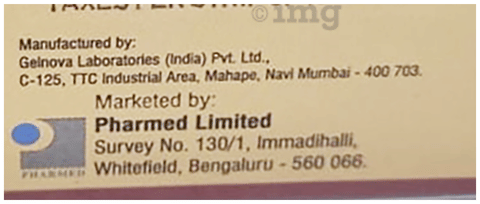 ©img
Manufactured by:
Gelnova Laboratories (India) Pvt. Ltd.,
C-125, TTC Industrial Area, Mahape, Navi Mumbai - 400 703.
Marketed by:
Pharmed Limited
Survey No. 130/1, Immadihalli,
Whitefield, Bengaluru - 560 066.
PHARMED